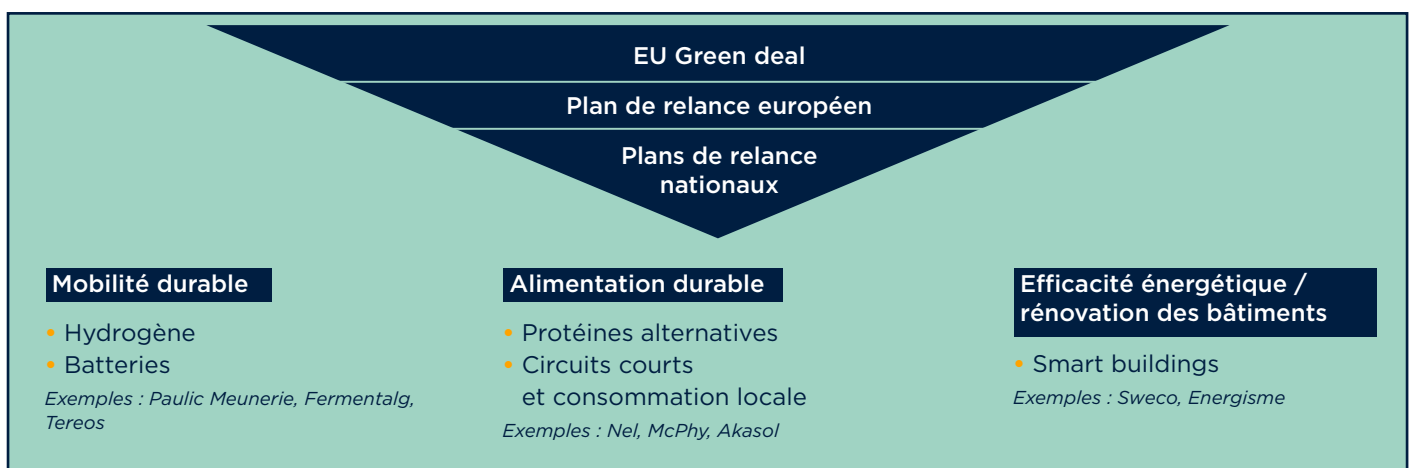 EU Green deal
Plan de relance européen
Plans de relance
nationaux
Mobilité durable
• Hydrogène
• Batteries
Exemples : Paulic Meunerie, Fermentalg,
Tereos
Alimentation durable
• Protéines alternatives
• Circuits courts
et consommation locale
Exemples : Nel, McPhy, Akasol
Efficacité énergétique /
rénovation des bâtiments
• Smart buildings
Exemples : Sweco, Energisme